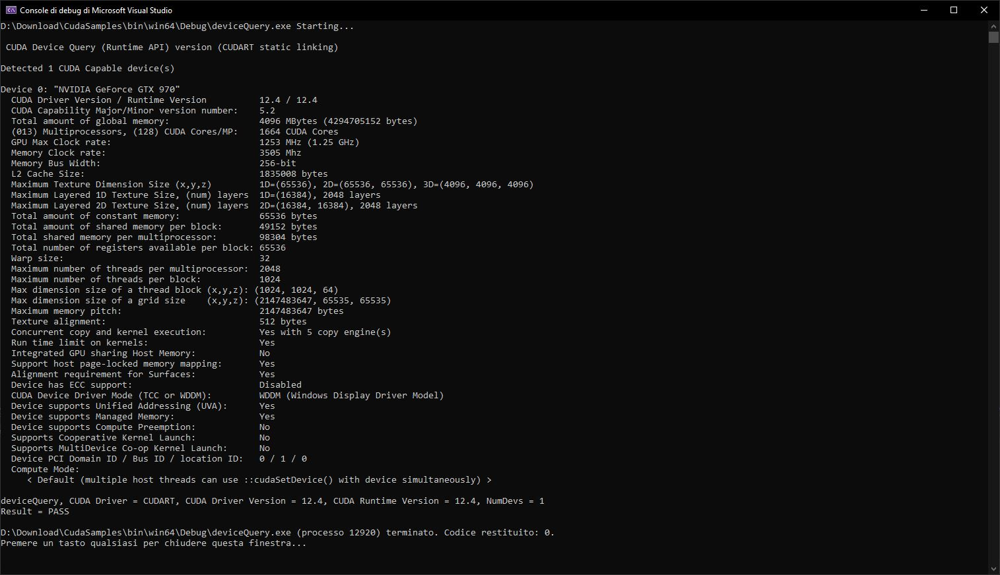 Console di debug di Microsoft Visual Studio
D:\Download\CudaSamples\bin\win64\Debug\deviceQuery.exe Starting...
CUDA Device Query (Runtime API) version (CUDART static linking)
Detected 1 CUDA Capable device(s)
Device 0: "NVIDIA GeForce GTX 970"
CUDA Driver Version / Runtime Version 12.4 / 12.4
CUDA Capability Major/Minor version number: 5.2
Total amount of global memory: 4096 MBytes (4294705152 bytes)
(013) Multiprocessors, (128) CUDA Cores/MP: 1664 CUDA Cores
GPU Max Clock rate: 1253 MHz (1.25 GHz)
Memory Clock rate: 3505 Mhz
Memory Bus Width: 256-bit
L2 Cache Size: 1835008 bytes
Maximum Texture Dimension Size (x,y,z) 1D=(65536), 2D=(65536, 65536), 3D=(4096, 4096, 4096)
Maximum Layered 1D Texture Size, (num) layers 1D=(16384), 2048 layers
Maximum Layered 2D Texture Size, (num) layers 2D=(16384, 16384), 2048 layers
Total amount of constant memory: 65536 bytes
Total amount of shared memory per block: 49152 bytes
Total shared memory per multiprocessor: 98304 bytes
Total number of registers available per block: 65536
Warp size: 32
Maximum number of threads per multiprocessor: 2048
Maximum number of threads per block: 1024
Max dimension size of a thread block (x,y,z): (1024, 1024, 64)
Max dimension size of a grid size (x,y,z): (2147483647, 65535, 65535)
Maximum memory pitch: 2147483647 bytes
Texture alignment: 512 bytes
Concurrent copy and kernel execution: Yes with 5 copy engine(s)
Run time limit on kernels: Yes
Integrated GPU sharing Host Memory: No
Support host page-locked memory mapping: Yes
Alignment requirement for Surfaces: Yes
Device has ECC support: Disabled
CUDA Device Driver Mode (TCC or WDDM): WDDM (Windows Display Driver Model)
Device supports Unified Addressing (UVA): Yes
Device supports Managed Memory: Yes
Device supports Compute Preemption: No
Supports Cooperative Kernel Launch: No
Supports MultiDevice Co-op Kernel Launch: No
Device PCI Domain ID / Bus ID / location ID: 0 / 1 / 0
Compute Mode:
< Default (multiple host threads can use ::cudaSetDevice() with device simultaneously) >
deviceQuery, CUDA Driver = CUDART, CUDA Driver Version = 12.4, CUDA Runtime Version = 12.4, NumDevs = 1
Result = PASS
D:\Download\CudaSamples\bin\win64\Debug\deviceQuery.exe (processo 12920) terminato. Codice restituito: 0.
Premere un tasto qualsiasi per chiudere questa finestra...